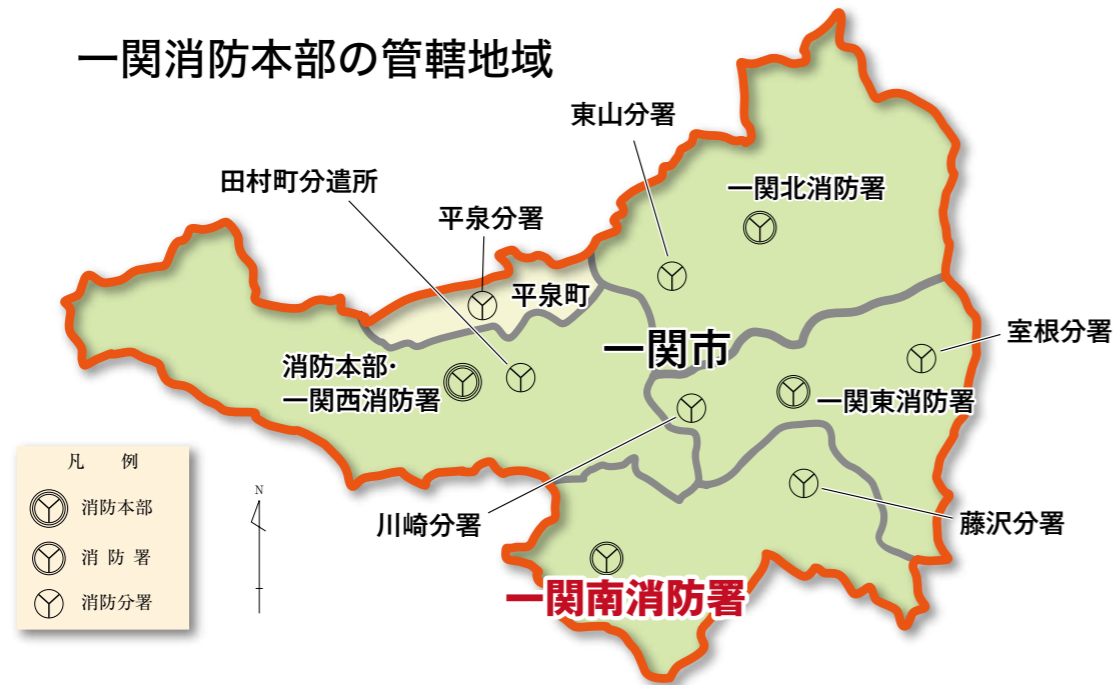 一関消防本部の管轄地域
東山分署
田村町分遣所
一関北消防署
平泉分署
平泉町
室根分署
一関市
消防本部・
一関西消防署
一関東消防署
凡 例
消防本部
消 防 署
消防分署
N
川崎分署
藤沢分署
一関南消防署